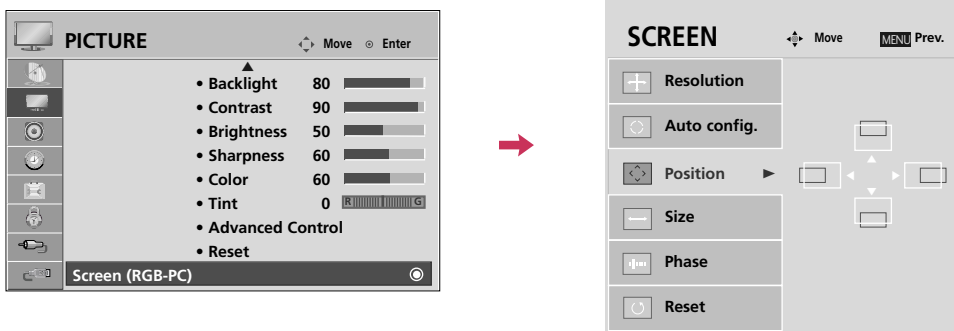 PICTURE
Move
Enter
• Backlight 80
• Contrast 90
• Brightness 50
• Sharpness 60
• Color 60
• Tint 0 R G
• Advanced Control
• Reset
Screen (RGB-PC)
SCREEN
Move
MENU Prev.
Resolution
Auto config.
Position
Size
Phase
Reset